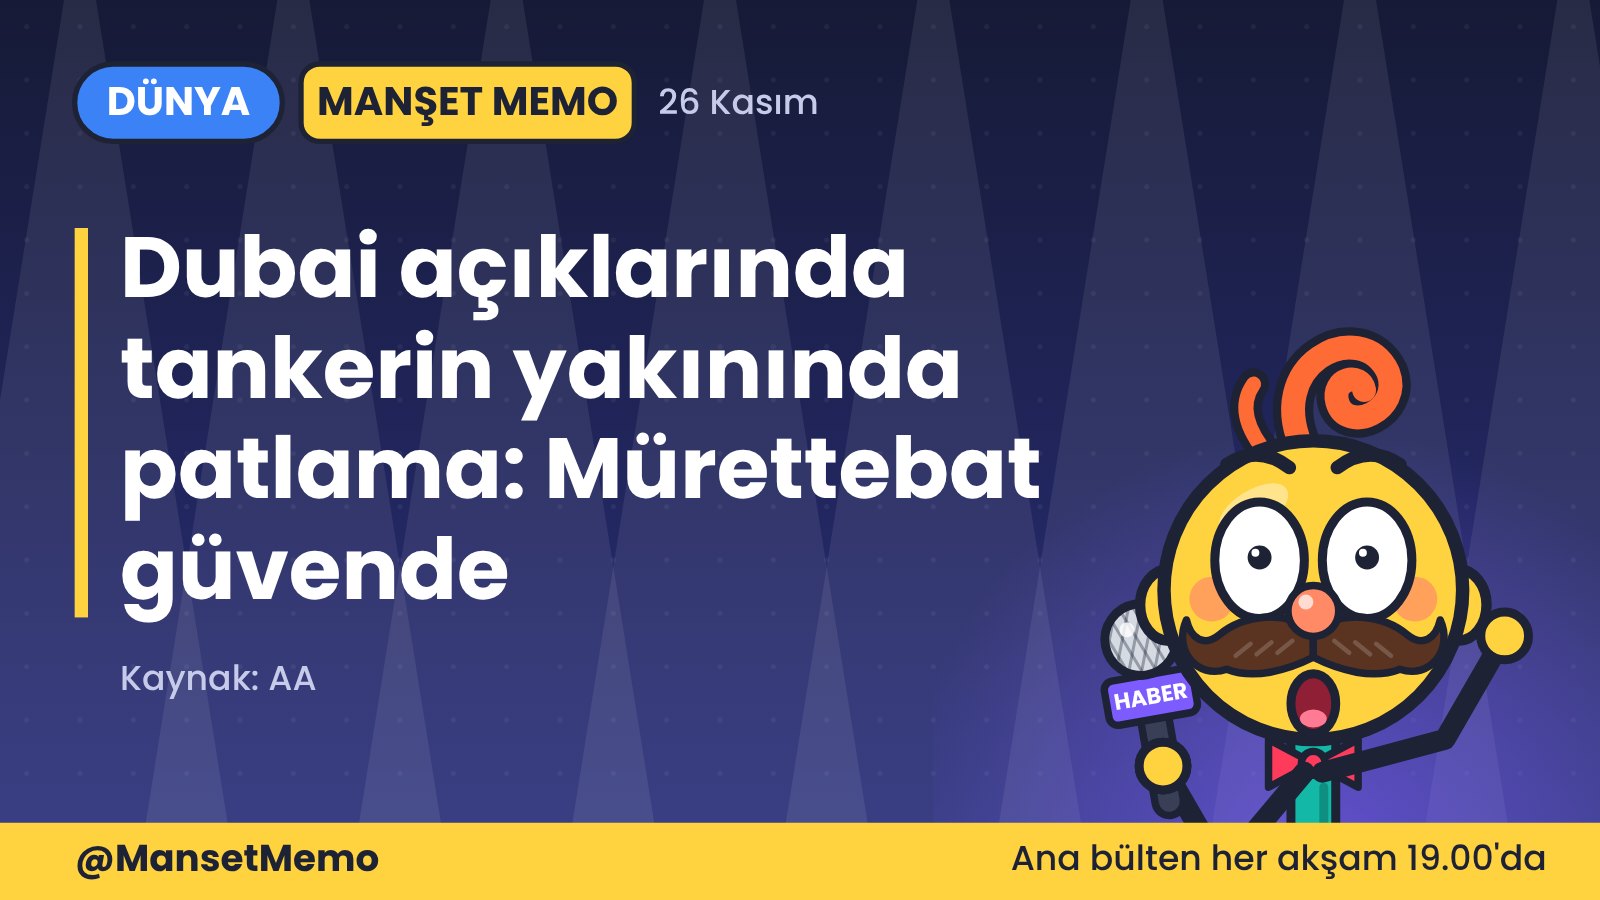 DÜNYA
MANŞET MEMO
26 Kasım
Dubai açıklarında
tankerin yakınında
patlama: Mürettebat
güvende
Kaynak: AA
HABER
@MansetMemo
Ana bülten her akşam 19.00'da